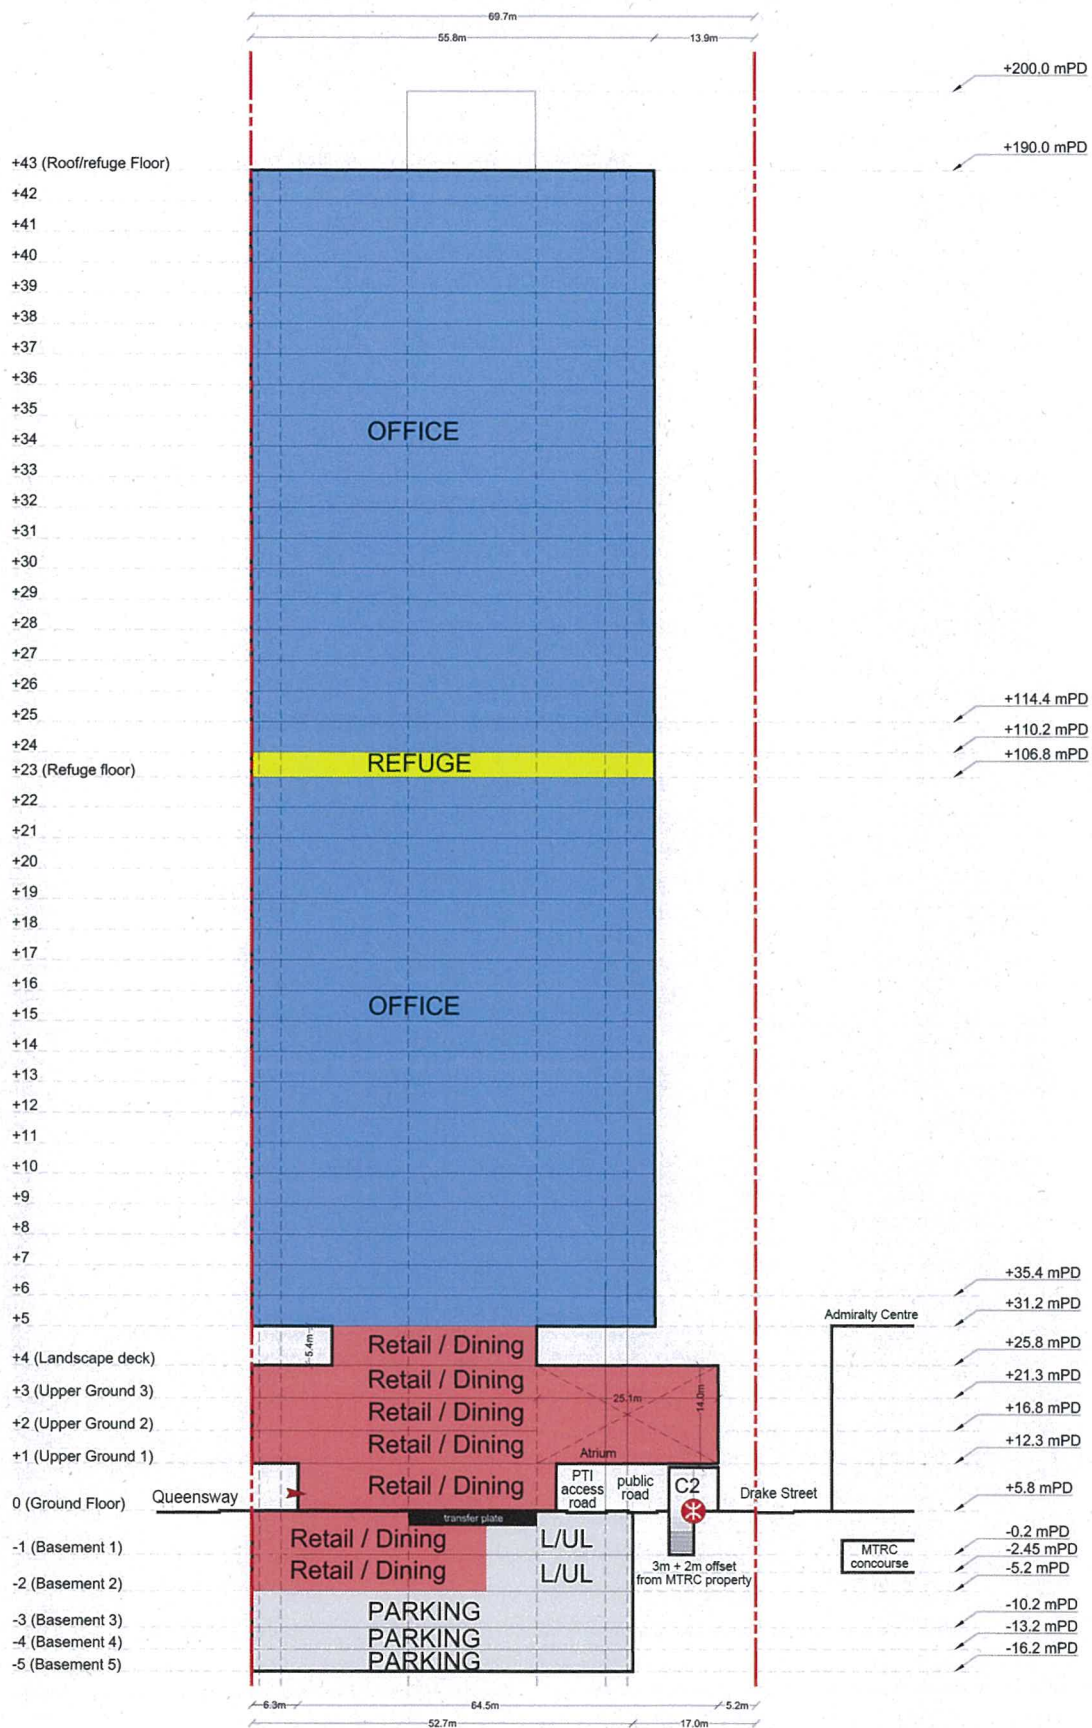 69.7m
55.8m
13.9m
+200.0 mPD
+190.0 mPD
+43 (Roof/refuge Floor)
+42
+41
+40
+39
+38
+37
+36
+35
OFFICE
+34
+33
+32
+31
+30
+29
+28
+27
+26
+114.4 mPD
+25
+110.2 mPD
+24
+106.8 mPD
REFUGE
+23 (Refuge floor)
+22
+21
+20
+19
+18
+17
+16
OFFICE
+15
+14
+13
+12
+11
+10
+9
+8
+7
+35.4 mPD
+6
+31.2 mPD
+5
Admiralty Centre
5.4m
Retail / Dining
+25.8 mPD
+4 (Landscape deck)
Retail / Dining
+21.3 mPD
+3 (Upper Ground 3)
25.1m
14.0m
Retail / Dining
+16.8 mPD
+2 (Upper Ground 2)
Retail / Dining
+12.3 mPD
+1 (Upper Ground 1)
Atrium
Retail / Dining
PTI
access
road
public
road
C2
+5.8 mPD
Queensway
Drake Street
0 (Ground Floor)
transfer plate
Retail / Dining
L/UL
-0.2 mPD
-1 (Basement 1)
MTRC
concourse
-2.45 mPD
-5.2 mPD
Retail / Dining
L/UL
3m + 2m offset
from MTRC property
-2 (Basement 2)
PARKING
-10.2 mPD
-3 (Basement 3)
PARKING
-13.2 mPD
-4 (Basement 4)
PARKING
-16.2 mPD
-5 (Basement 5)
6.3m
64.5m
5.2m
52.7m
17.0m